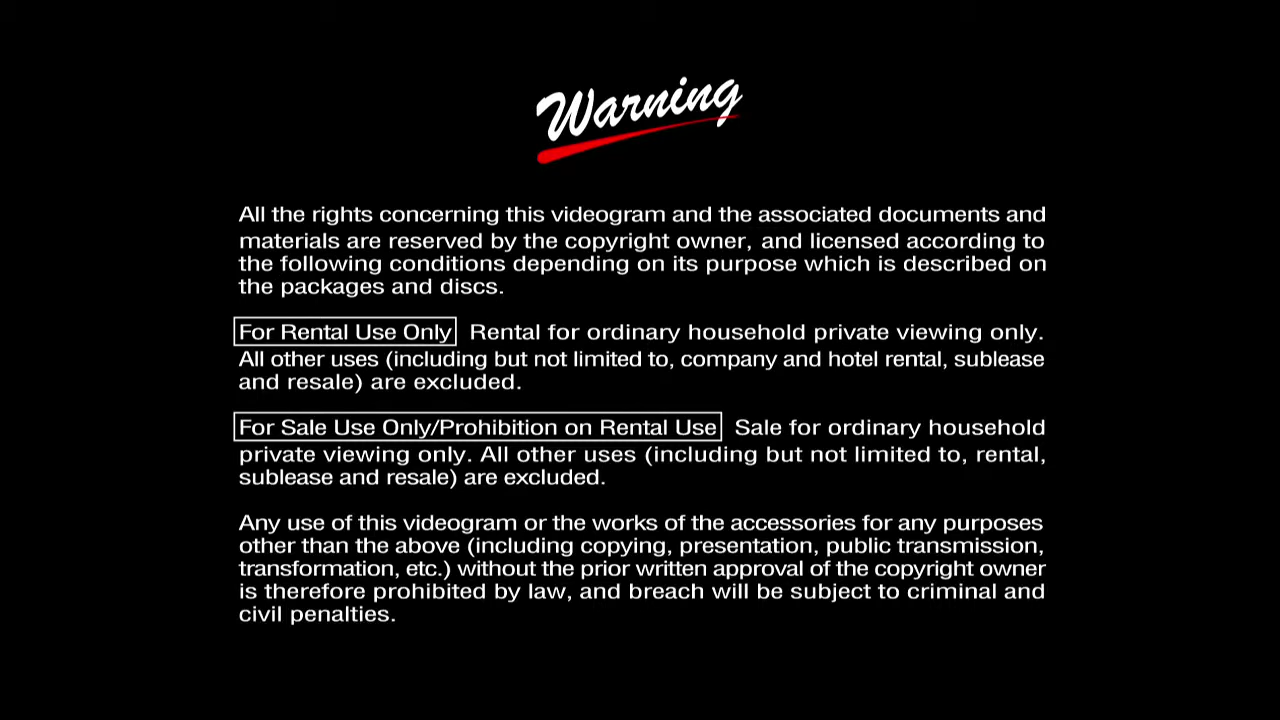 Warning
All the rights concerning this videogram and the associated documents and
materials are reserved by the copyright owner, and licensed according to
the following conditions depending on its purpose which is described on
the packages and discs.
For Rental Use Only Rental for ordinary household private viewing only.
All other uses (including but not limited to, company and hotel rental, sublease
and resale) are excluded.
For Sale Use Only/Prohibition on Rental Use Sale for ordinary household
private viewing only. All other uses (including but not limited to, rental,
sublease and resale) are excluded.
Any use of this videogram or the works of the accessories for any purposes
other than the above (including copying, presentation, public transmission,
transformation, etc.) without the prior written approval of the copyright owner
is therefore prohibited by law, and breach will be subject to criminal and
civil penalties.